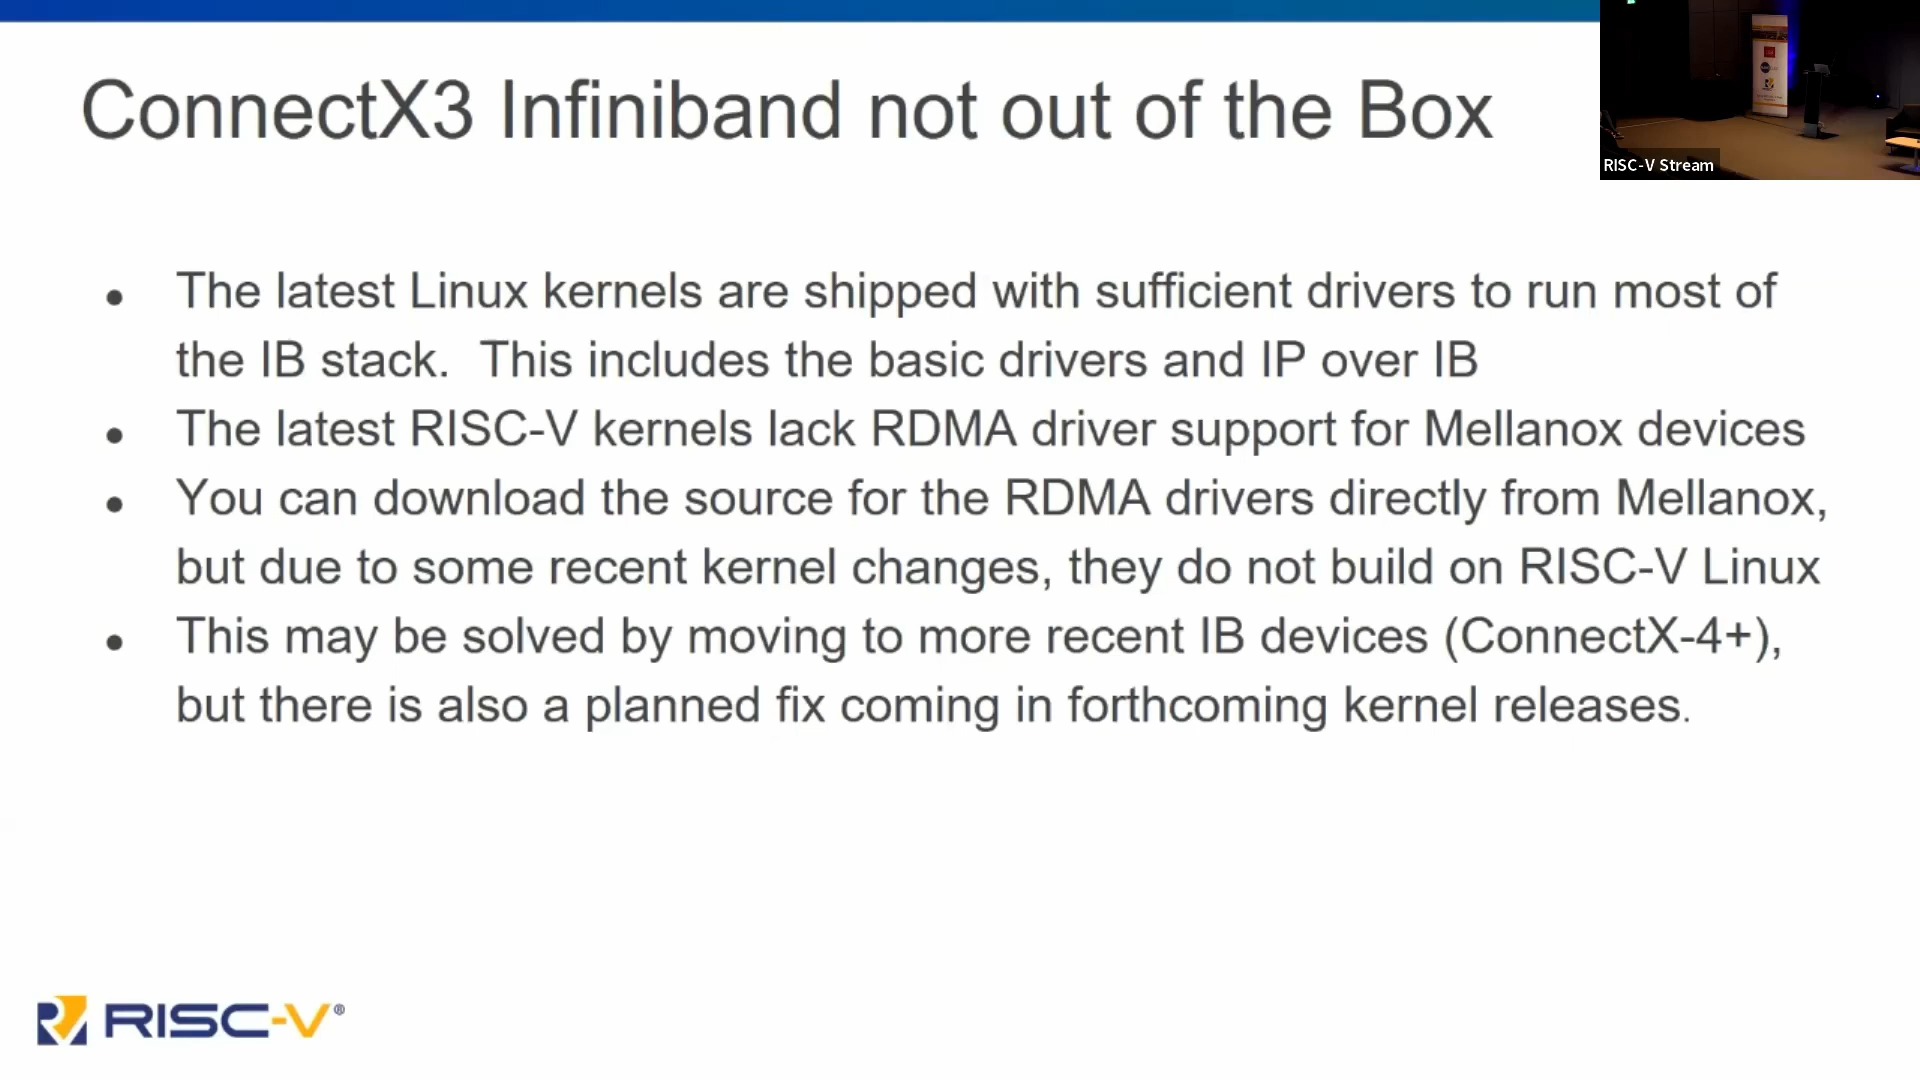 ConnectX3 Infiniband not out of the Box
RISC-V Stream
● The latest Linux kernels are shipped with sufficient drivers to run most of
the IB stack.  This includes the basic drivers and IP over IB
● The latest RISC-V kernels lack RDMA driver support for Mellanox devices
● You can download the source for the RDMA drivers directly from Mellanox,
but due to some recent kernel changes, they do not build on RISC-V Linux
● This may be solved by moving to more recent IB devices (ConnectX-4+),
but there is also a planned fix coming in forthcoming kernel releases.
RISC-V®